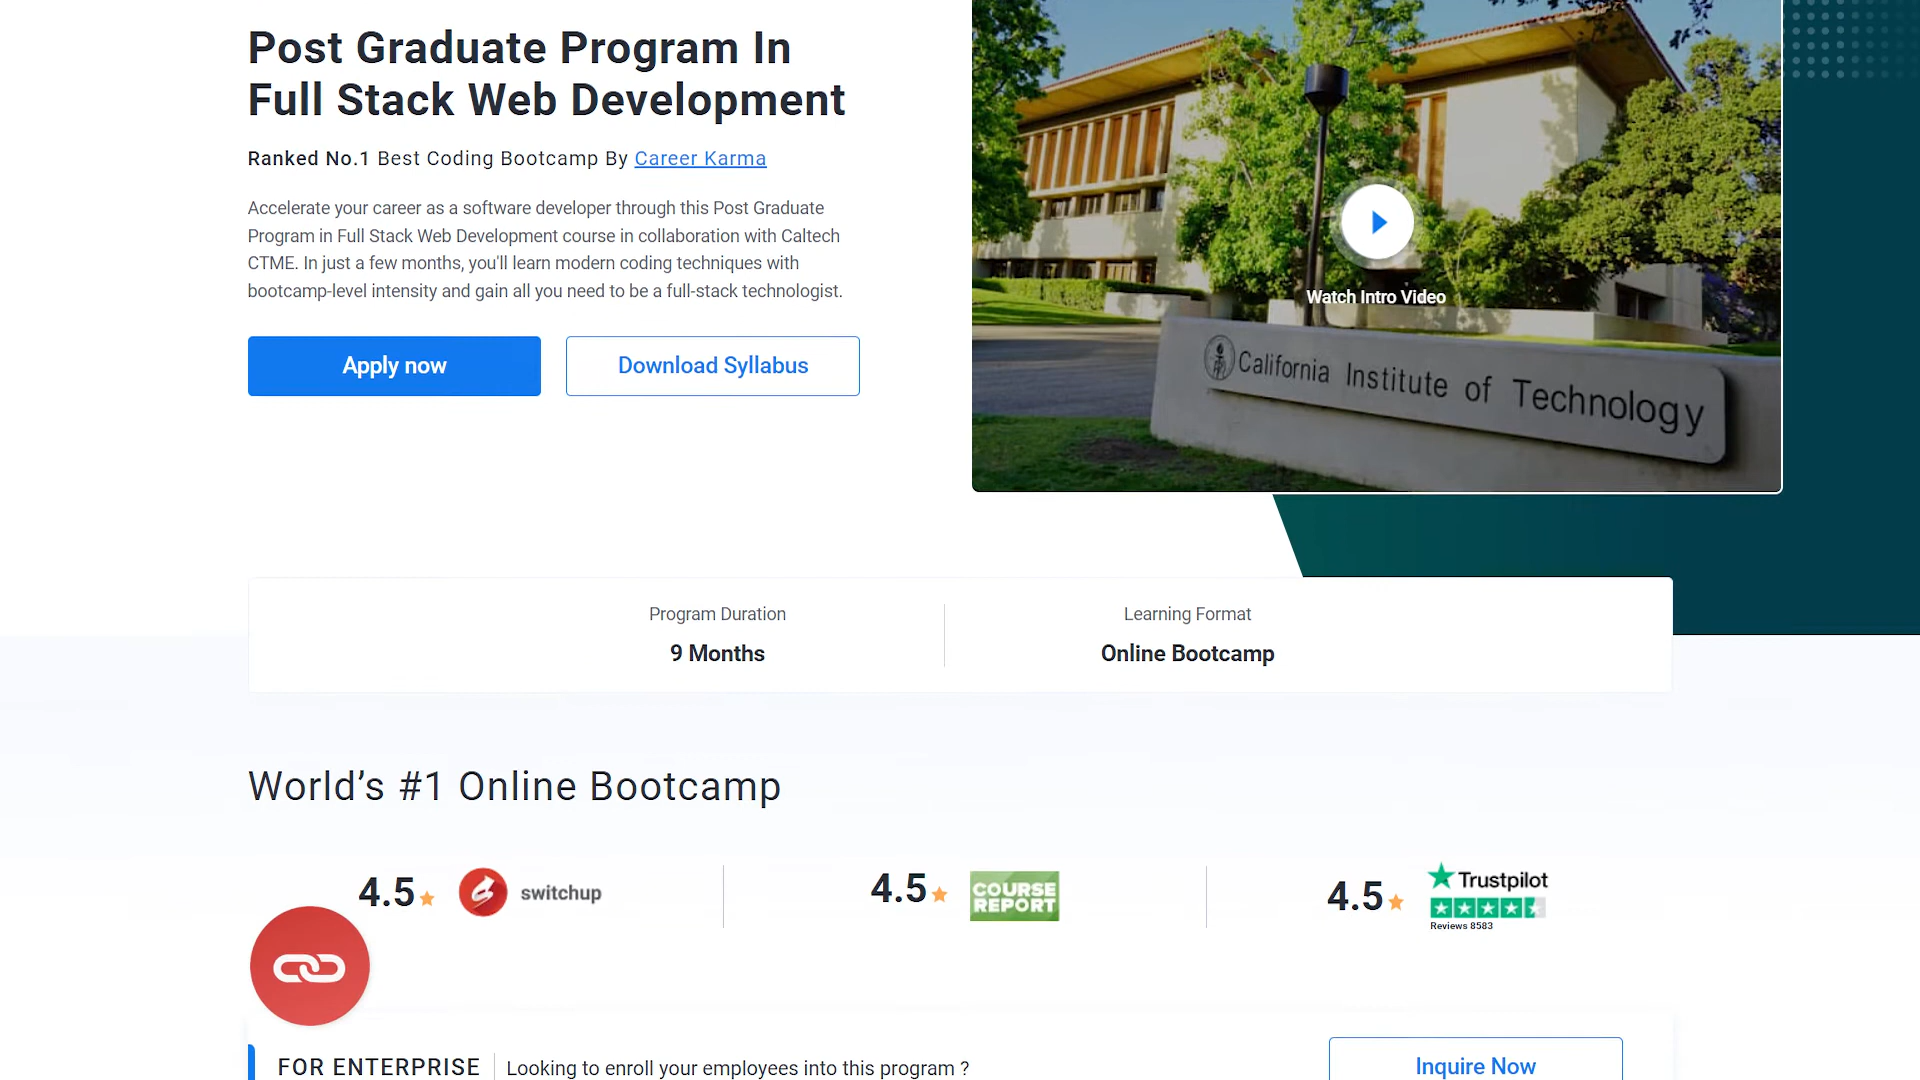 Post Graduate Program In
Full Stack Web Development
Ranked No.1 Best Coding Bootcamp By Career Karma
Accelerate your career as a software developer through this Post Graduate
Program in Full Stack Web Development course in collaboration with Caltech
CTME. In just a few months, you'll learn modern coding techniques with
bootcamp-level intensity and gain all you need to be a full-stack technologist.
Apply now
Download Syllabus
Watch Intro Video
California Institute of Technology
Program Duration
9 Months
Learning Format
Online Bootcamp
World's #1 Online Bootcamp
4.5
switchup
4.5
COURSE
REPORT
4.5
Trustpilot
Reviews 8583
FOR ENTERPRISE
Looking to enroll your employees into this program ?
Inquire Now